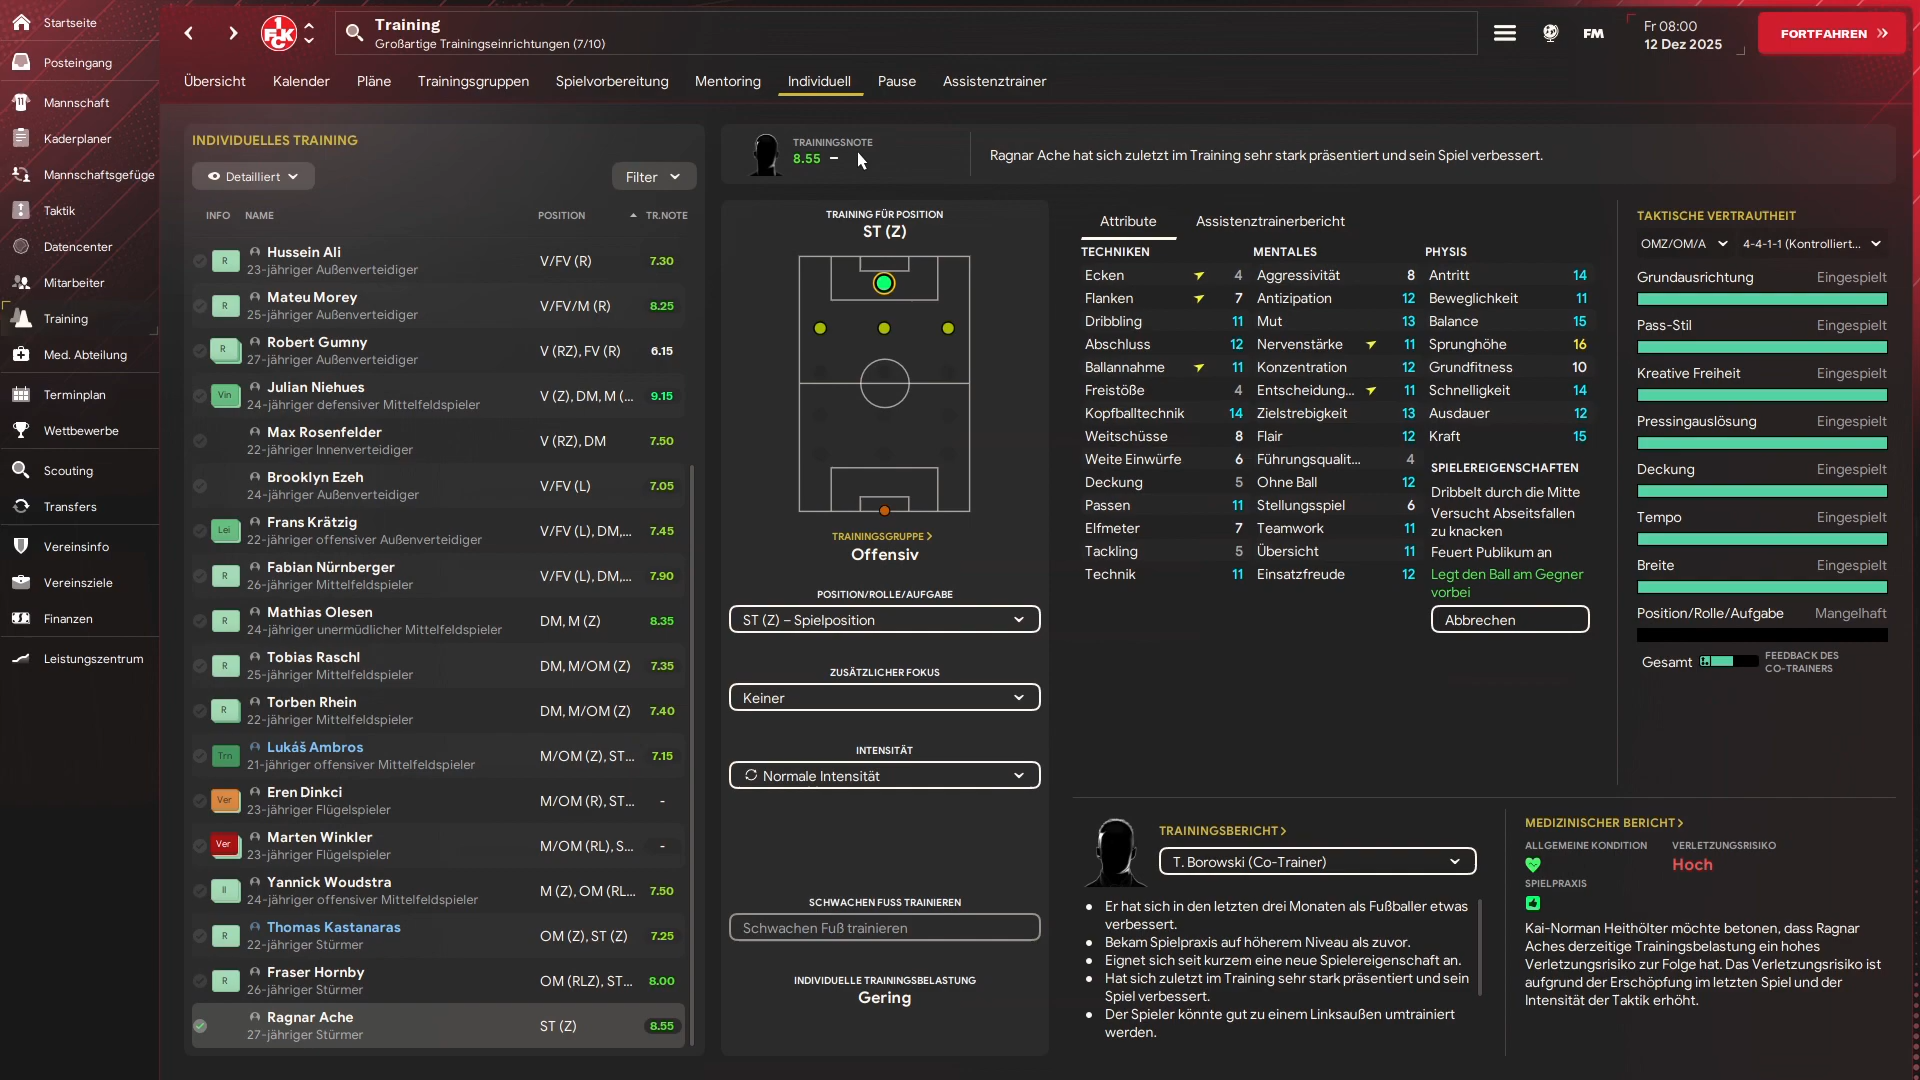 Startseite
Posteingang
Mannschaft
Kaderplaner
Mannschaftsgefüge
Taktik
Datencenter
Mitarbeiter
Training
Med. Abteilung
Terminplan
Wettbewerbe
Scouting
Transfers
Vereinsinfo
Vereinsziele
Finanzen
Leistungszentrum
Training
Großartige Trainingseinrichtungen (7/10)
FM
Fr 08:00
12 Dez 2025
FORTFAHREN
Übersicht Kalender Pläne Trainingsgruppen Spielvorbereitung Mentoring Individuell Pause Assistenztrainer
INDIVIDUELLES TRAINING
Detailliert
Filter
INFO NAME POSITION TR.NOTE
R Hussein Ali V/FV (R) 7.30
23-jähriger Außenverteidiger
R Mateu Morey V/FV/M (R) 8.25
25-jähriger Außenverteidiger
R Robert Gumny V (RZ), FV (R) 6.15
27-jähriger Außenverteidiger
Vin Julian Niehues V (Z), DM, M (... 9.15
24-jähriger defensiver Mittelfeldspieler
Max Rosenfelder V (RZ), DM 7.50
22-jähriger Innenverteidiger
Brooklyn Ezeh V/FV (L) 7.05
24-jähriger Außenverteidiger
Lei Frans Krätzig V/FV (L), DM,... 7.45
22-jähriger offensiver Außenverteidiger
R Fabian Nürnberger V/FV (L), DM,... 7.90
26-jähriger Mittelfeldspieler
R Mathias Olesen DM, M (Z) 8.35
24-jähriger unermüdlicher Mittelfeldspieler
R Tobias Raschl DM, M/OM (Z) 7.35
25-jähriger Mittelfeldspieler
R Torben Rhein DM, M/OM (Z) 7.40
22-jähriger Mittelfeldspieler
Trn Lukáš Ambros M/OM (Z), ST... 7.15
21-jähriger offensiver Mittelfeldspieler
Ver Eren Dinkci M/OM (R), ST... -
23-jähriger Flügelspieler
Ver Marten Winkler M/OM (RL), S... -
23-jähriger Flügelspieler
II Yannick Woudstra M (Z), OM (RL... 7.50
24-jähriger offensiver Mittelfeldspieler
R Thomas Kastanaras OM (Z), ST (Z) 7.25
22-jähriger Stürmer
R Fraser Hornby OM (RLZ), ST... 8.00
26-jähriger Stürmer
Ragnar Ache ST (Z) 8.55
27-jähriger Stürmer
TRAININGSNOTE
8.55 –
Ragnar Ache hat sich zuletzt im Training sehr stark präsentiert und sein Spiel verbessert.
TRAINING FÜR POSITION
ST (Z)
TRAININGSGRUPPE >
Offensiv
POSITION/ROLLE/AUFGABE
ST (Z) – Spielposition
ZUSÄTZLICHER FOKUS
Keiner
INTENSITÄT
Normale Intensität
SCHWACHEN FUSS TRAINIEREN
Schwachen Fuß trainieren
INDIVIDUELLE TRAININGSBELASTUNG
Gering
Attribute Assistenztrainerbericht
TECHNIKEN
Ecken 4
Flanken 7
Dribbling 11
Abschluss 12
Ballannahme 11
Freistöße 4
Kopfballtechnik 14
Weitschüsse 8
Weite Einwürfe 6
Deckung 5
Passen 11
Elfmeter 7
Tackling 5
Technik 11
MENTALES
Aggressivität 8
Antizipation 12
Mut 13
Nervenstärke 11
Konzentration 12
Entscheidung... 11
Zielstrebigkeit 13
Flair 12
Führungsqualit... 4
Ohne Ball 12
Stellungsspiel 6
Teamwork 11
Übersicht 11
Einsatzfreude 12
PHYSIS
Antritt 14
Beweglichkeit 11
Balance 15
Sprunghöhe 16
Grundfitness 10
Schnelligkeit 14
Ausdauer 12
Kraft 15
SPIELEREIGENSCHAFTEN
Dribbelt durch die Mitte
Versucht Abseitsfallen
zu knacken
Feuert Publikum an
Legt den Ball am Gegner
vorbei
Abbrechen
TAKTISCHE VERTRAUTHEIT
OMZ/OM/A 4-4-1-1 (Kontrolliert...
Grundausrichtung Eingespielt
Pass-Stil Eingespielt
Kreative Freiheit Eingespielt
Pressingauslösung Eingespielt
Deckung Eingespielt
Tempo Eingespielt
Breite Eingespielt
Position/Rolle/Aufgabe Mangelhaft
Gesamt
FEEDBACK DES
CO-TRAINERS
TRAININGSBERICHT >
T. Borowski (Co-Trainer)
● Er hat sich in den letzten drei Monaten als Fußballer etwas
verbessert.
● Bekam Spielpraxis auf höherem Niveau als zuvor.
● Eignet sich seit kurzem eine neue Spielereigenschaft an.
● Hat sich zuletzt im Training sehr stark präsentiert und sein
Spiel verbessert.
● Der Spieler könnte gut zu einem Linksaußen umtrainiert
werden.
MEDIZINISCHER BERICHT >
ALLGEMEINE KONDITION VERLETZUNGSRISIKO
Hoch
SPIELPRAXIS
Kai-Norman Heithölter möchte betonen, dass Ragnar
Aches derzeitige Trainingsbelastung ein hohes
Verletzungsrisiko zur Folge hat. Das Verletzungsrisiko ist
aufgrund der Erschöpfung im letzten Spiel und der
Intensität der Taktik erhöht.